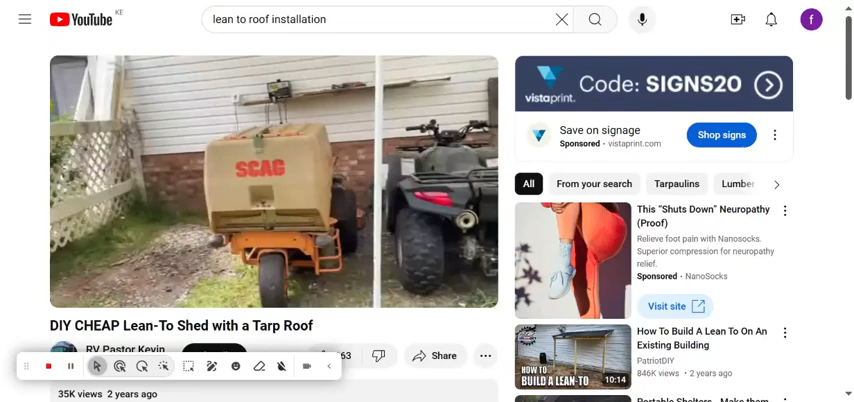 YouTube KE
lean to roof installation
f
SCAG
vistaprint. Code: SIGNS20
Save on signage
Sponsored · vistaprint.com
Shop signs
All From your search Tarpaulins Lumber
This "Shuts Down" Neuropathy
(Proof)
Relieve foot pain with Nanosocks.
Superior compression for neuropathy
relief.
Sponsored · NanoSocks
Visit site
DIY CHEAP Lean-To Shed with a Tarp Roof
RV Pastor Kevin
63
Share
35K views 2 years ago
HOW TO
BUILD A LEAN-TO
10:14
How To Build A Lean To On An
Existing Building
PatriotDIY
846K views · 2 years ago